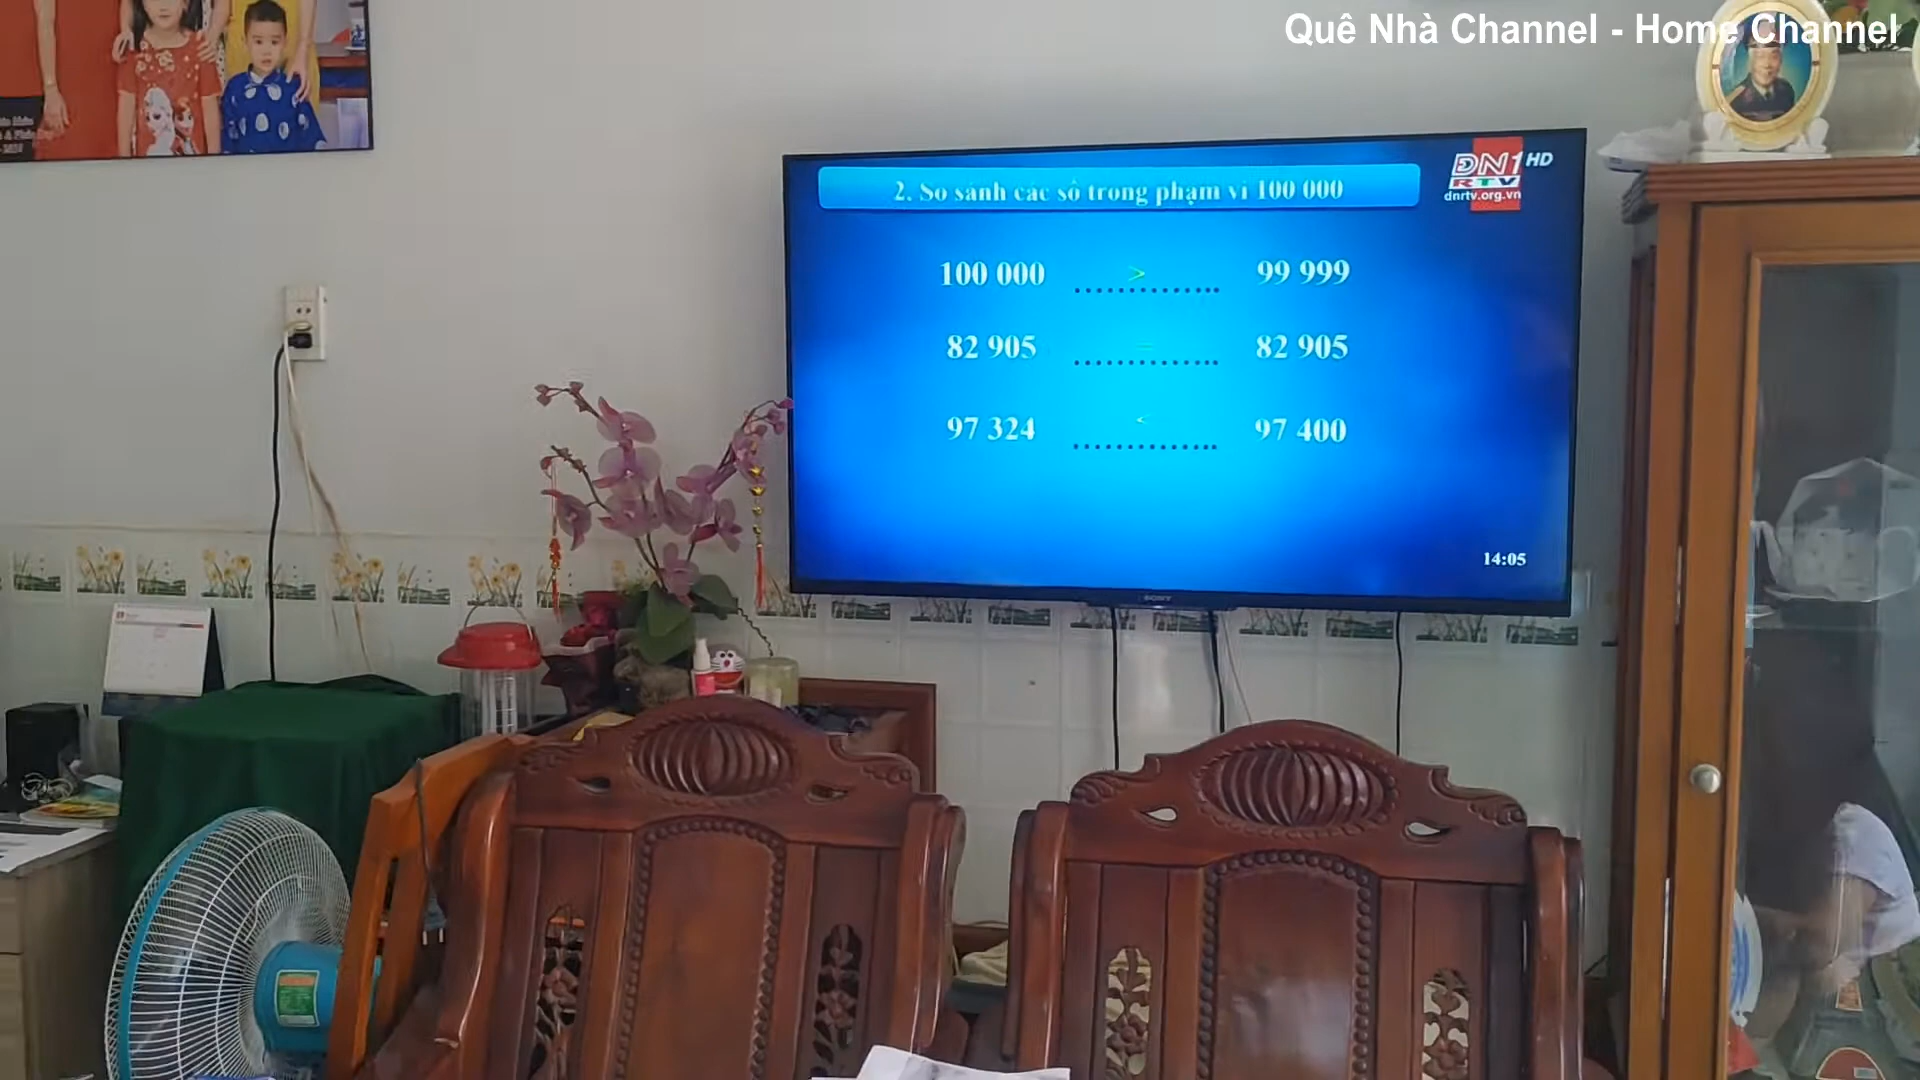 Quê Nhà Channel - Home Channel
ĐN1 HD
RTV
dnrtv.org.vn
2. So sánh các số trong phạm vi 100 000
100 000 > 99 999
82 905 = 82 905
97 324 < 97 400
14:05
SONY